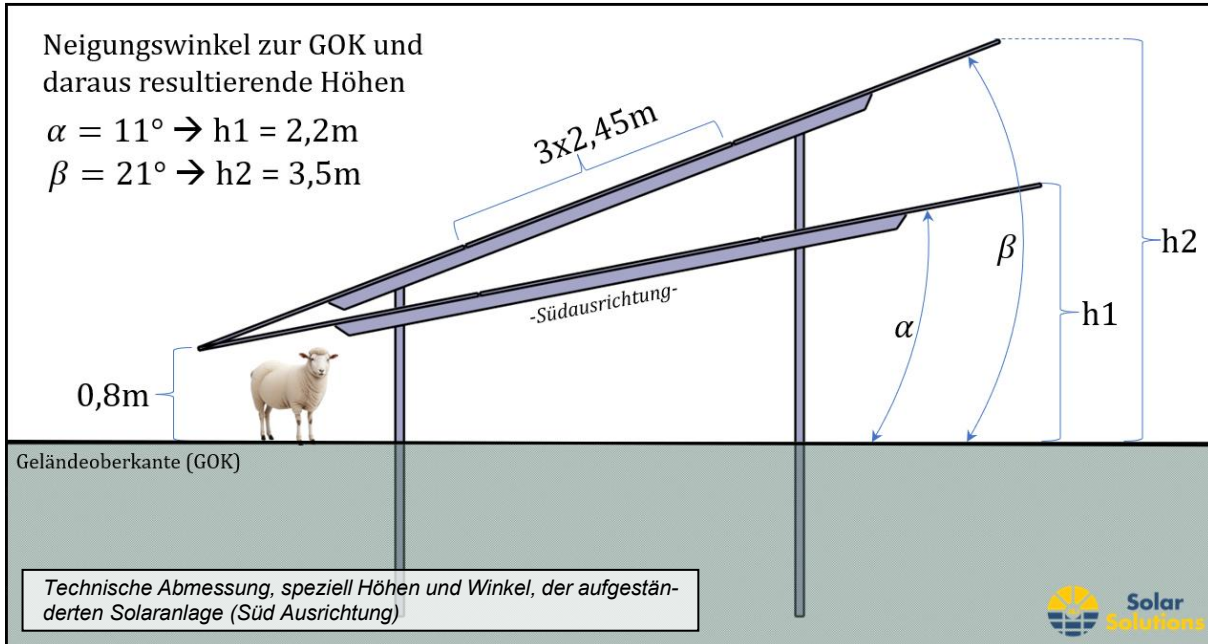 Neigungswinkel zur GOK und
daraus resultierende Höhen
α = 11° → h1 = 2,2m
β = 21° → h2 = 3,5m
3x2,45m
h2
β
-Südausrichtung-
h1
α
0,8m
Geländeoberkante (GOK)
Technische Abmessung, speziell Höhen und Winkel, der aufgestän-
derten Solaranlage (Süd Ausrichtung)
Solar
Solutions